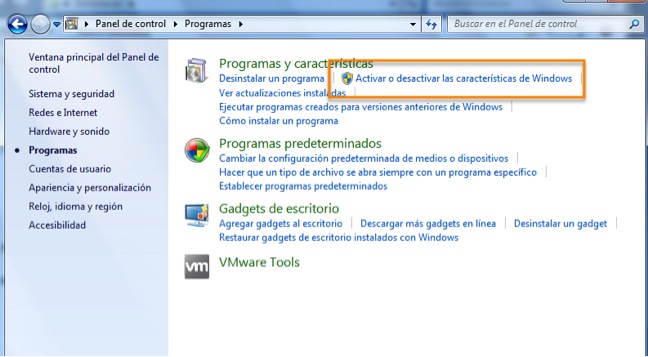 Panel de control ▸ Programas ▸
Buscar en el Panel de control
Ventana principal del Panel de
control
Sistema y seguridad
Redes e Internet
Hardware y sonido
Programas
Cuentas de usuario
Apariencia y personalización
Reloj, idioma y región
Accesibilidad
Programas y características
Desinstalar un programa
Activar o desactivar las características de Windows
Ver actualizaciones instaladas
Ejecutar programas creados para versiones anteriores de Windows
Cómo instalar un programa
Programas predeterminados
Cambiar la configuración predeterminada de medios o dispositivos
Hacer que un tipo de archivo se abra siempre con un programa específico
Establecer programas predeterminados
Gadgets de escritorio
Agregar gadgets al escritorio
Descargar más gadgets en línea
Desinstalar un gadget
Restaurar gadgets de escritorio instalados con Windows
vm
VMware Tools